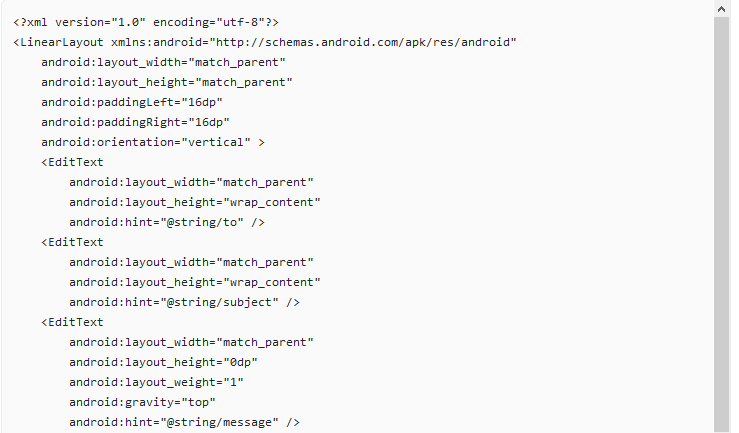 <?xml version="1.0" encoding="utf-8"?>
<LinearLayout xmlns:android="http://schemas.android.com/apk/res/android"
    android:layout_width="match_parent"
    android:layout_height="match_parent"
    android:paddingLeft="16dp"
    android:paddingRight="16dp"
    android:orientation="vertical" >
    <EditText
        android:layout_width="match_parent"
        android:layout_height="wrap_content"
        android:hint="@string/to" />
    <EditText
        android:layout_width="match_parent"
        android:layout_height="wrap_content"
        android:hint="@string/subject" />
    <EditText
        android:layout_width="match_parent"
        android:layout_height="0dp"
        android:layout_weight="1"
        android:gravity="top"
        android:hint="@string/message" />